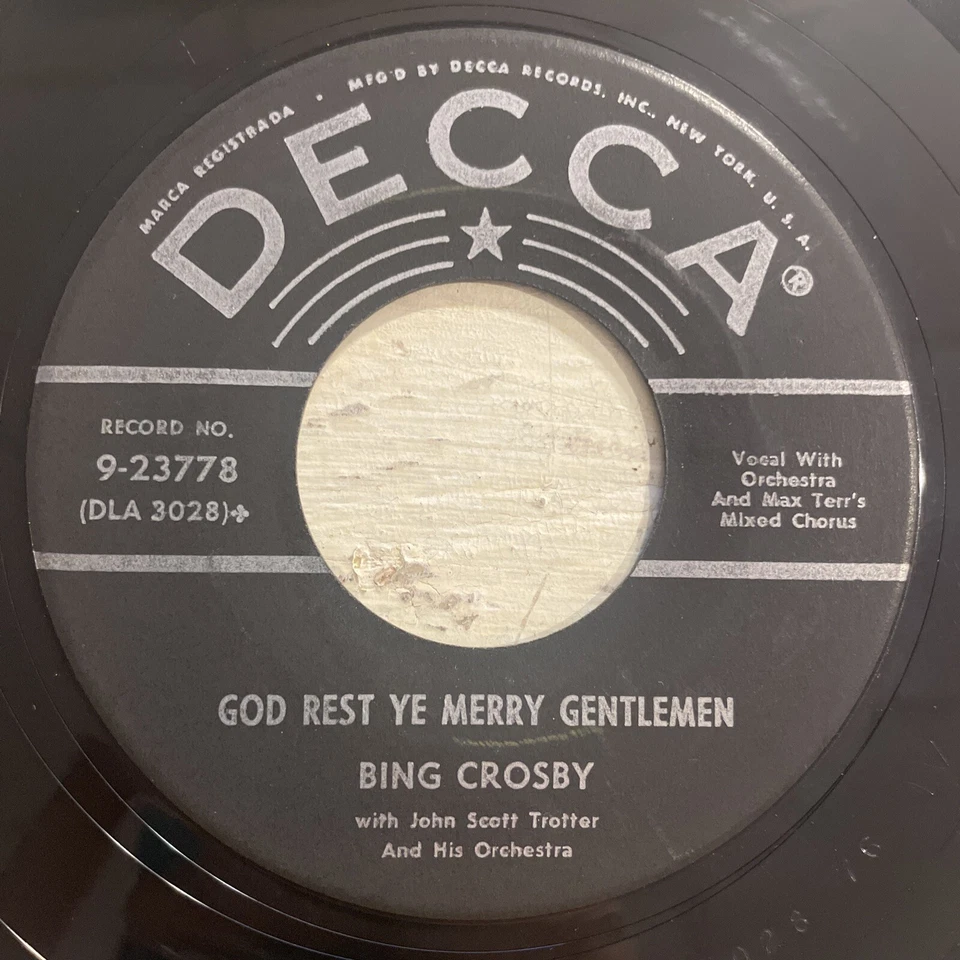 MARCA REGISTRADA • MFG'D BY DECCA RECORDS, INC., NEW YORK, U. S. A.
DECCA®
RECORD NO.
9-23778
(DLA 3028)✤
Vocal With
Orchestra
And Max Terr's
Mixed Chorus
GOD REST YE MERRY GENTLEMEN
BING CROSBY
with John Scott Trotter
And His Orchestra